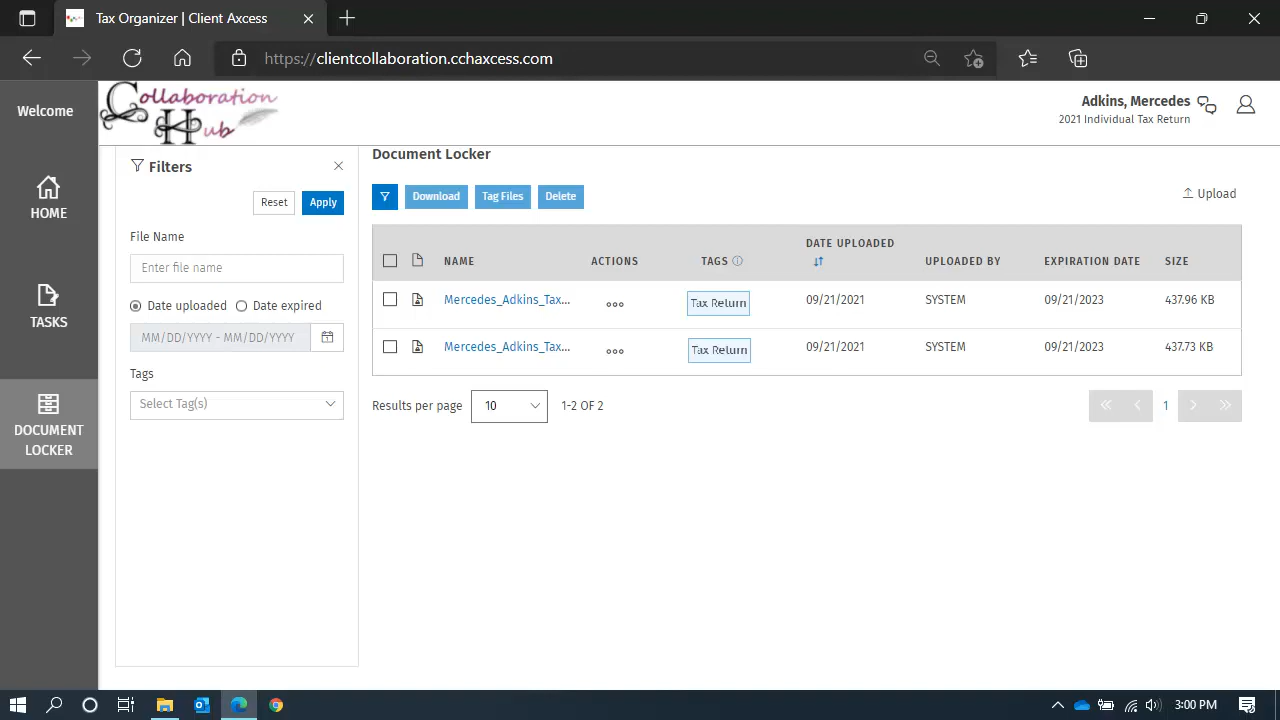 Tax Organizer | Client Axcess
https://clientcollaboration.cchaxcess.com
Welcome
Collaboration
Hub
Adkins, Mercedes
2021 Individual Tax Return
HOME
TASKS
DOCUMENT
LOCKER
Filters
Reset
Apply
File Name
Enter file name
Date uploaded
Date expired
MM/DD/YYYY - MM/DD/YYYY
Tags
Select Tag(s)
Document Locker
Download
Tag Files
Delete
Upload
NAME ACTIONS TAGS DATE UPLOADED UPLOADED BY EXPIRATION DATE SIZE
Mercedes_Adkins_Tax... Tax Return 09/21/2021 SYSTEM 09/21/2023 437.96 KB
Mercedes_Adkins_Tax... Tax Return 09/21/2021 SYSTEM 09/21/2023 437.73 KB
Results per page 10 1-2 OF 2
1
3:00 PM